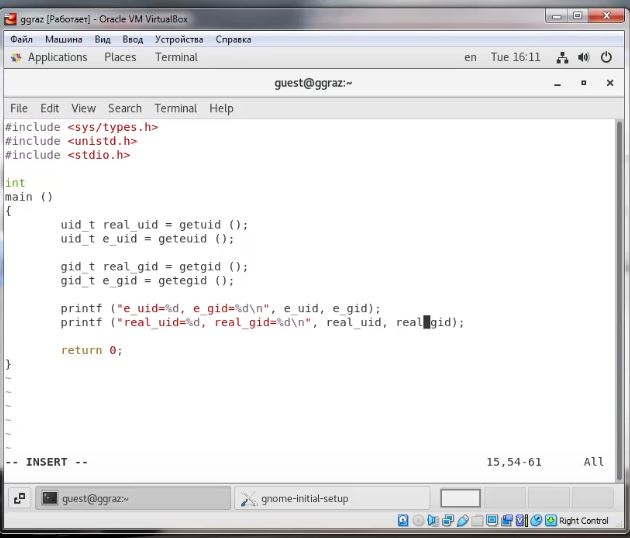 ggraz [Работает] - Oracle VM VirtualBox
Файл Машина Вид Ввод Устройства Справка
Applications Places Terminal en Tue 16:11
guest@ggraz:~
File Edit View Search Terminal Help
#include <sys/types.h>
#include <unistd.h>
#include <stdio.h>
int
main ()
{
uid_t real_uid = getuid ();
uid_t e_uid = geteuid ();
gid_t real_gid = getgid ();
gid_t e_gid = getegid ();
printf ("e_uid=%d, e_gid=%d\n", e_uid, e_gid);
printf ("real_uid=%d, real_gid=%d\n", real_uid, real_gid);
return 0;
}
~
~
~
~
~
~
-- INSERT -- 15,54-61 All
guest@ggraz:~ gnome-initial-setup
Right Control